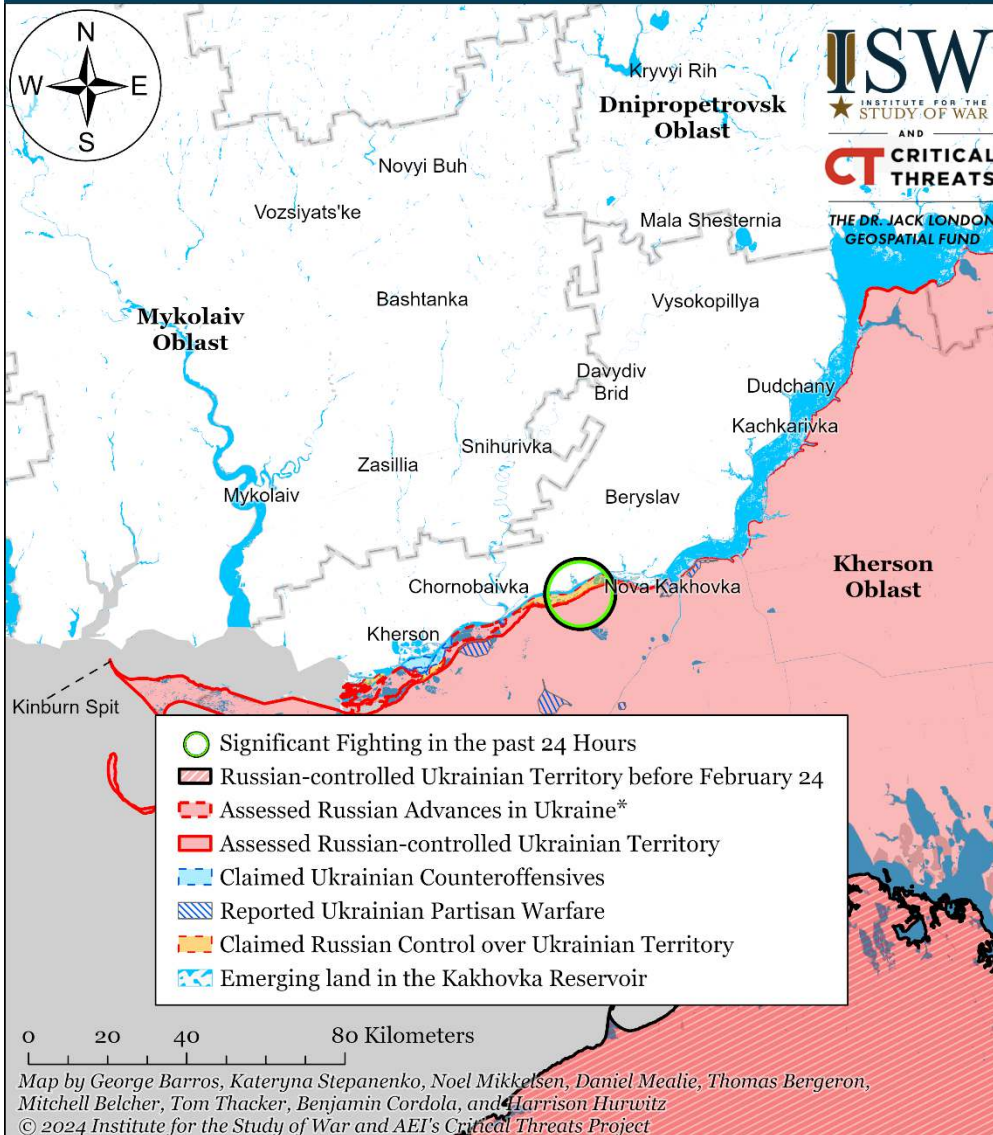 N
W
E
S
ISW
INSTITUTE FOR THE
STUDY OF WAR
AND
CT CRITICAL
THREATS
THE DR. JACK LONDON
GEOSPATIAL FUND
Kryvyi Rih
Dnipropetrovsk
Oblast
Novyi Buh
Vozsiyats'ke
Mala Shesternia
Bashtanka
Vysokopillya
Mykolaiv
Oblast
Davydiv
Brid
Dudchany
Kachkarivka
Snihurivka
Zasillia
Mykolaiv
Beryslav
Chornobaivka
Nova Kakhovka
Kherson
Oblast
Kherson
Kinburn Spit
Significant Fighting in the past 24 Hours
Russian-controlled Ukrainian Territory before February 24
Assessed Russian Advances in Ukraine*
Assessed Russian-controlled Ukrainian Territory
Claimed Ukrainian Counteroffensives
Reported Ukrainian Partisan Warfare
Claimed Russian Control over Ukrainian Territory
Emerging land in the Kakhovka Reservoir
0 20 40 80 Kilometers
Map by George Barros, Kateryna Stepanenko, Noel Mikkelsen, Daniel Mealie, Thomas Bergeron,
Mitchell Belcher, Tom Thacker, Benjamin Cordola, and Harrison Hurwitz
© 2024 Institute for the Study of War and AEI's Critical Threats Project